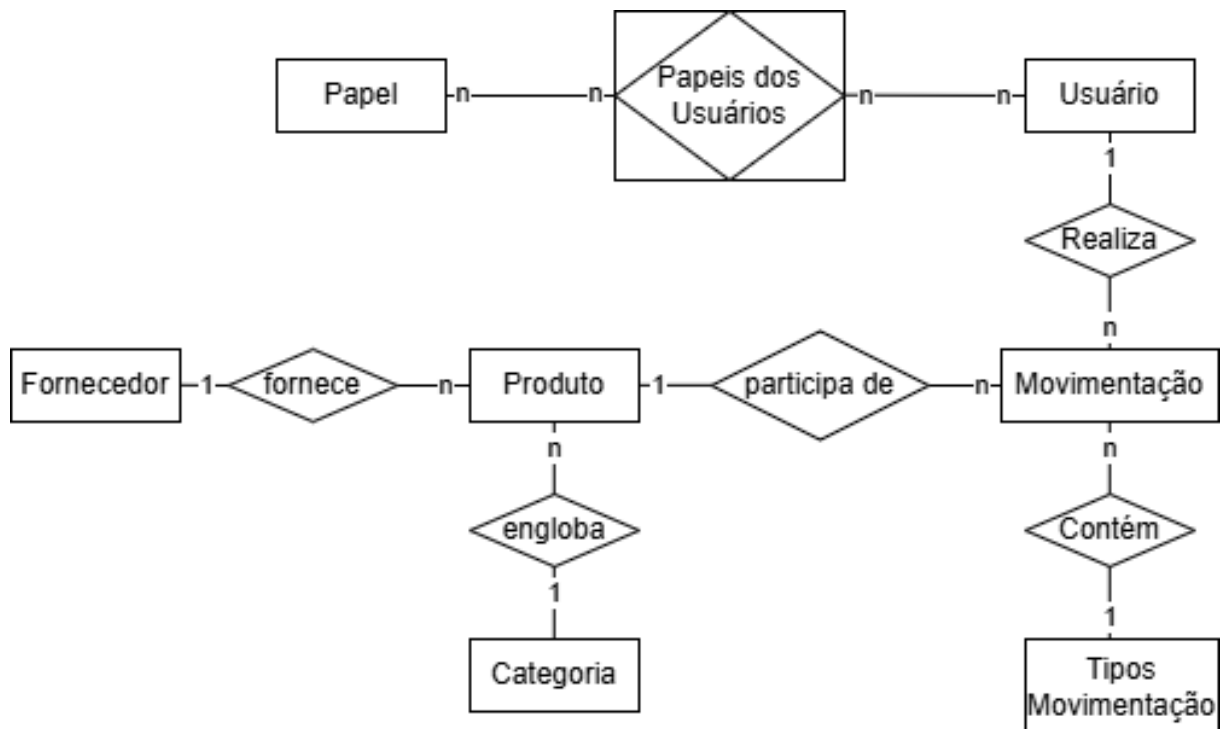 Papel
n
n
Papeis dos
Usuários
n
n
Usuário
1
Realiza
n
Fornecedor
1
fornece
n
Produto
1
participa de
n
Movimentação
n
engloba
1
Categoria
n
Contém
1
Tipos
Movimentação